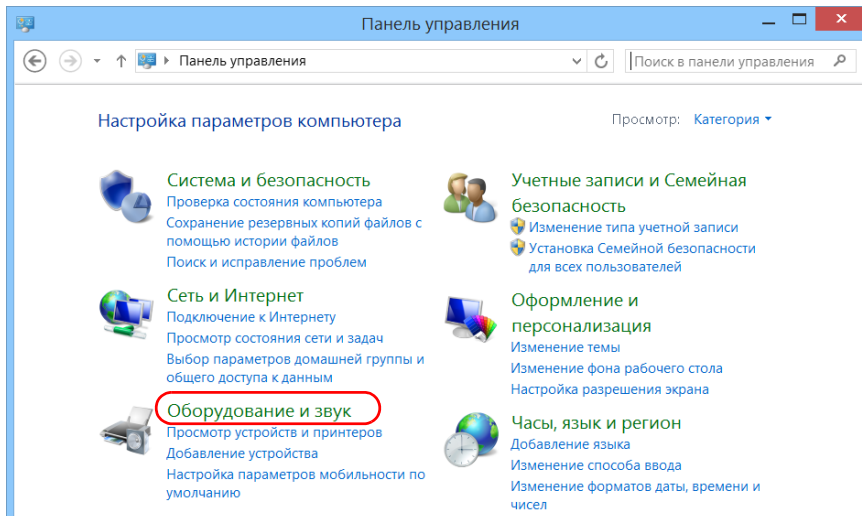 Панель управления
Панель управления
Поиск в панели управления
Настройка параметров компьютера
Просмотр: Категория
Система и безопасность
Проверка состояния компьютера
Сохранение резервных копий файлов с
помощью истории файлов
Поиск и исправление проблем
Сеть и Интернет
Подключение к Интернету
Просмотр состояния сети и задач
Выбор параметров домашней группы и
общего доступа к данным
Оборудование и звук
Просмотр устройств и принтеров
Добавление устройства
Настройка параметров мобильности по
умолчанию
Учетные записи и Семейная
безопасность
Изменение типа учетной записи
Установка Семейной безопасности
для всех пользователей
Оформление и
персонализация
Изменение темы
Изменение фона рабочего стола
Настройка разрешения экрана
Часы, язык и регион
Добавление языка
Изменение способа ввода
Изменение форматов даты, времени и
чисел